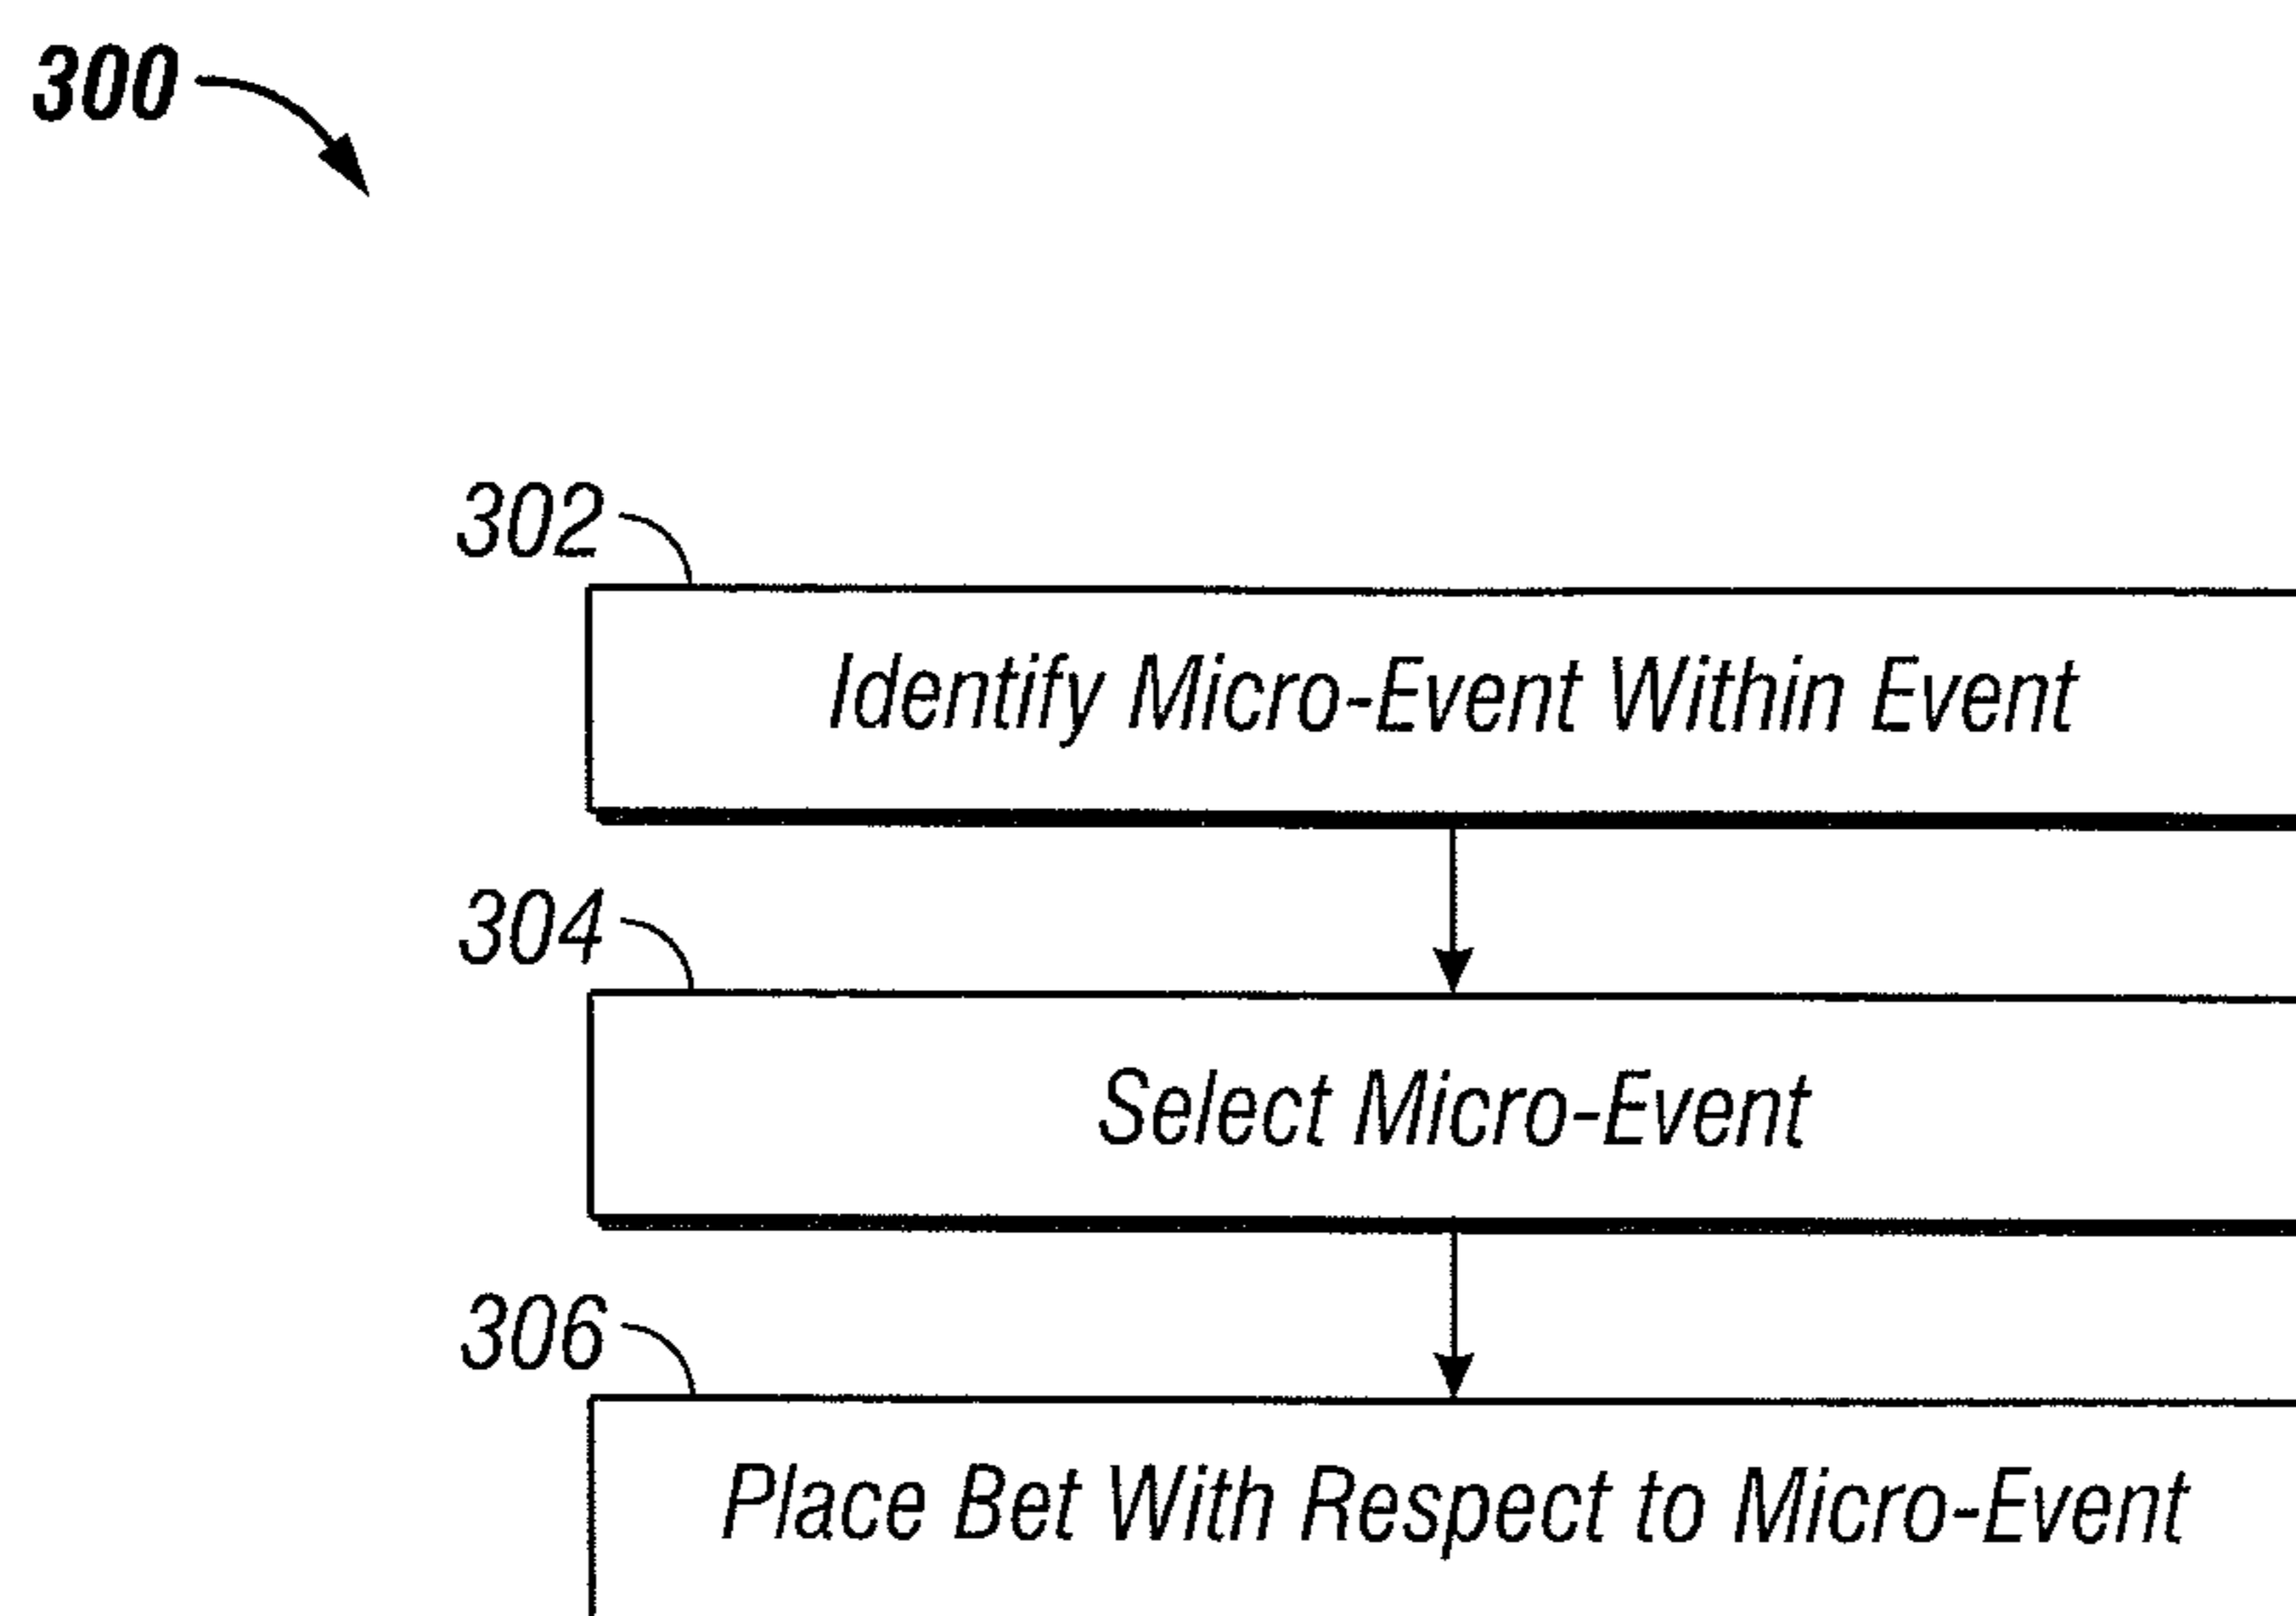 300
302
Identify Micro-Event Within Event
304
Select Micro-Event
306
Place Bet With Respect to Micro-Event